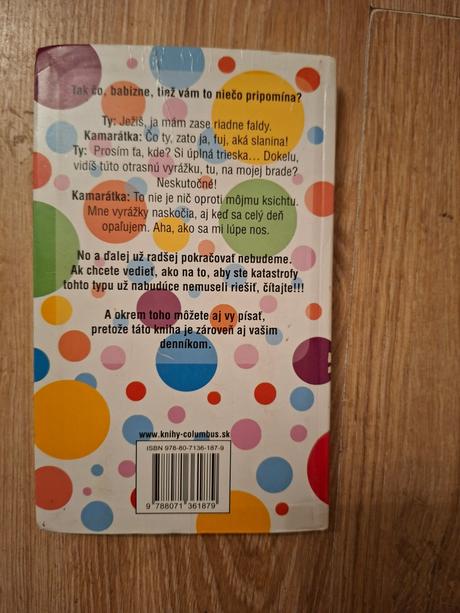 Tak čo, babizne, tiež vám to niečo pripomína?
Ty: Ježiš, ja mám zase riadne faldy.
Kamarátka: Čo ty, zato ja, fuj, aká slanina!
Ty: Prosím ťa, kde? Si úplná trieska... Dokelu,
vidíš túto otrasnú vyrážku, tu, na mojej brade?
Neskutočné!
Kamarátka: To nie je nič oproti môjmu ksichtu.
Mne vyrážky naskočia, aj keď sa celý deň
opaľujem. Aha, ako sa mi lúpe nos.
No a ďalej už radšej pokračovať nebudeme.
Ak chcete vedieť, ako na to, aby ste katastrofy
tohto typu už nabudúce nemuseli riešiť, čítajte!!!
A okrem toho môžete aj vy písať,
pretože táto kniha je zároveň aj vašim
denníkom.
www.knihy-columbus.sk
ISBN 978-80-7136-187-9
9 788071 361879